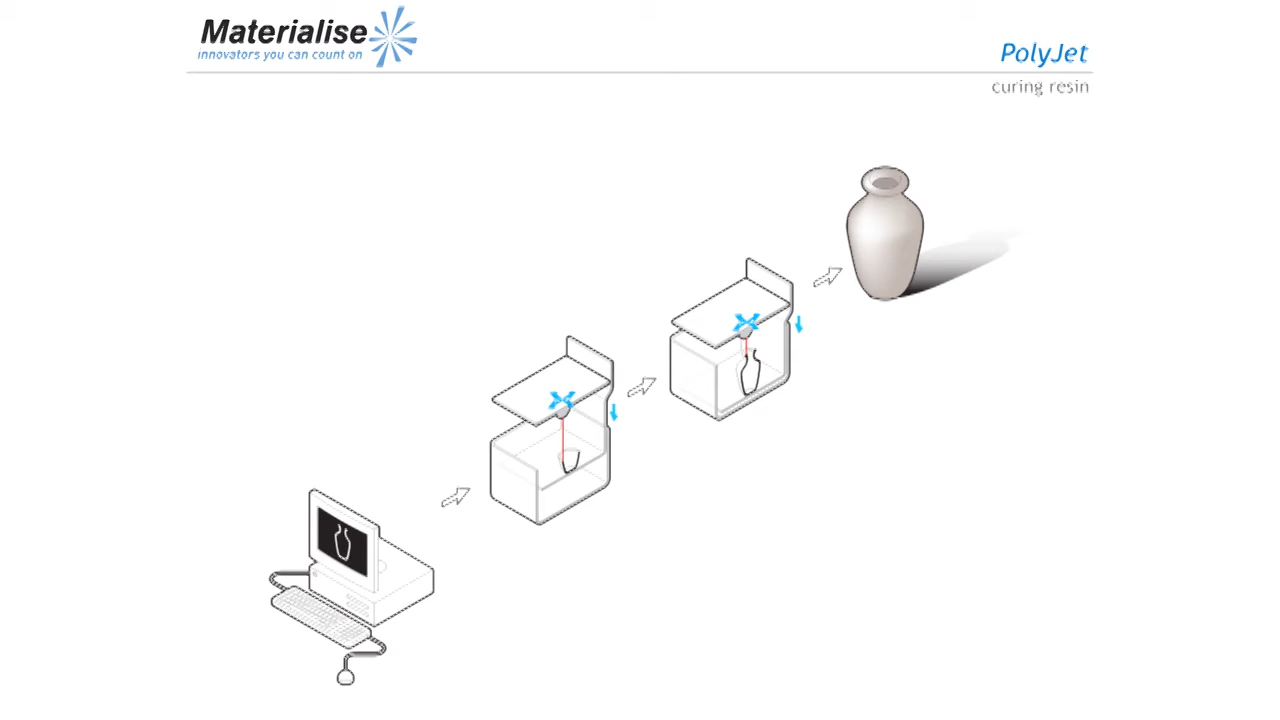 Materialise
innovators you can count on
PolyJet
curing resin